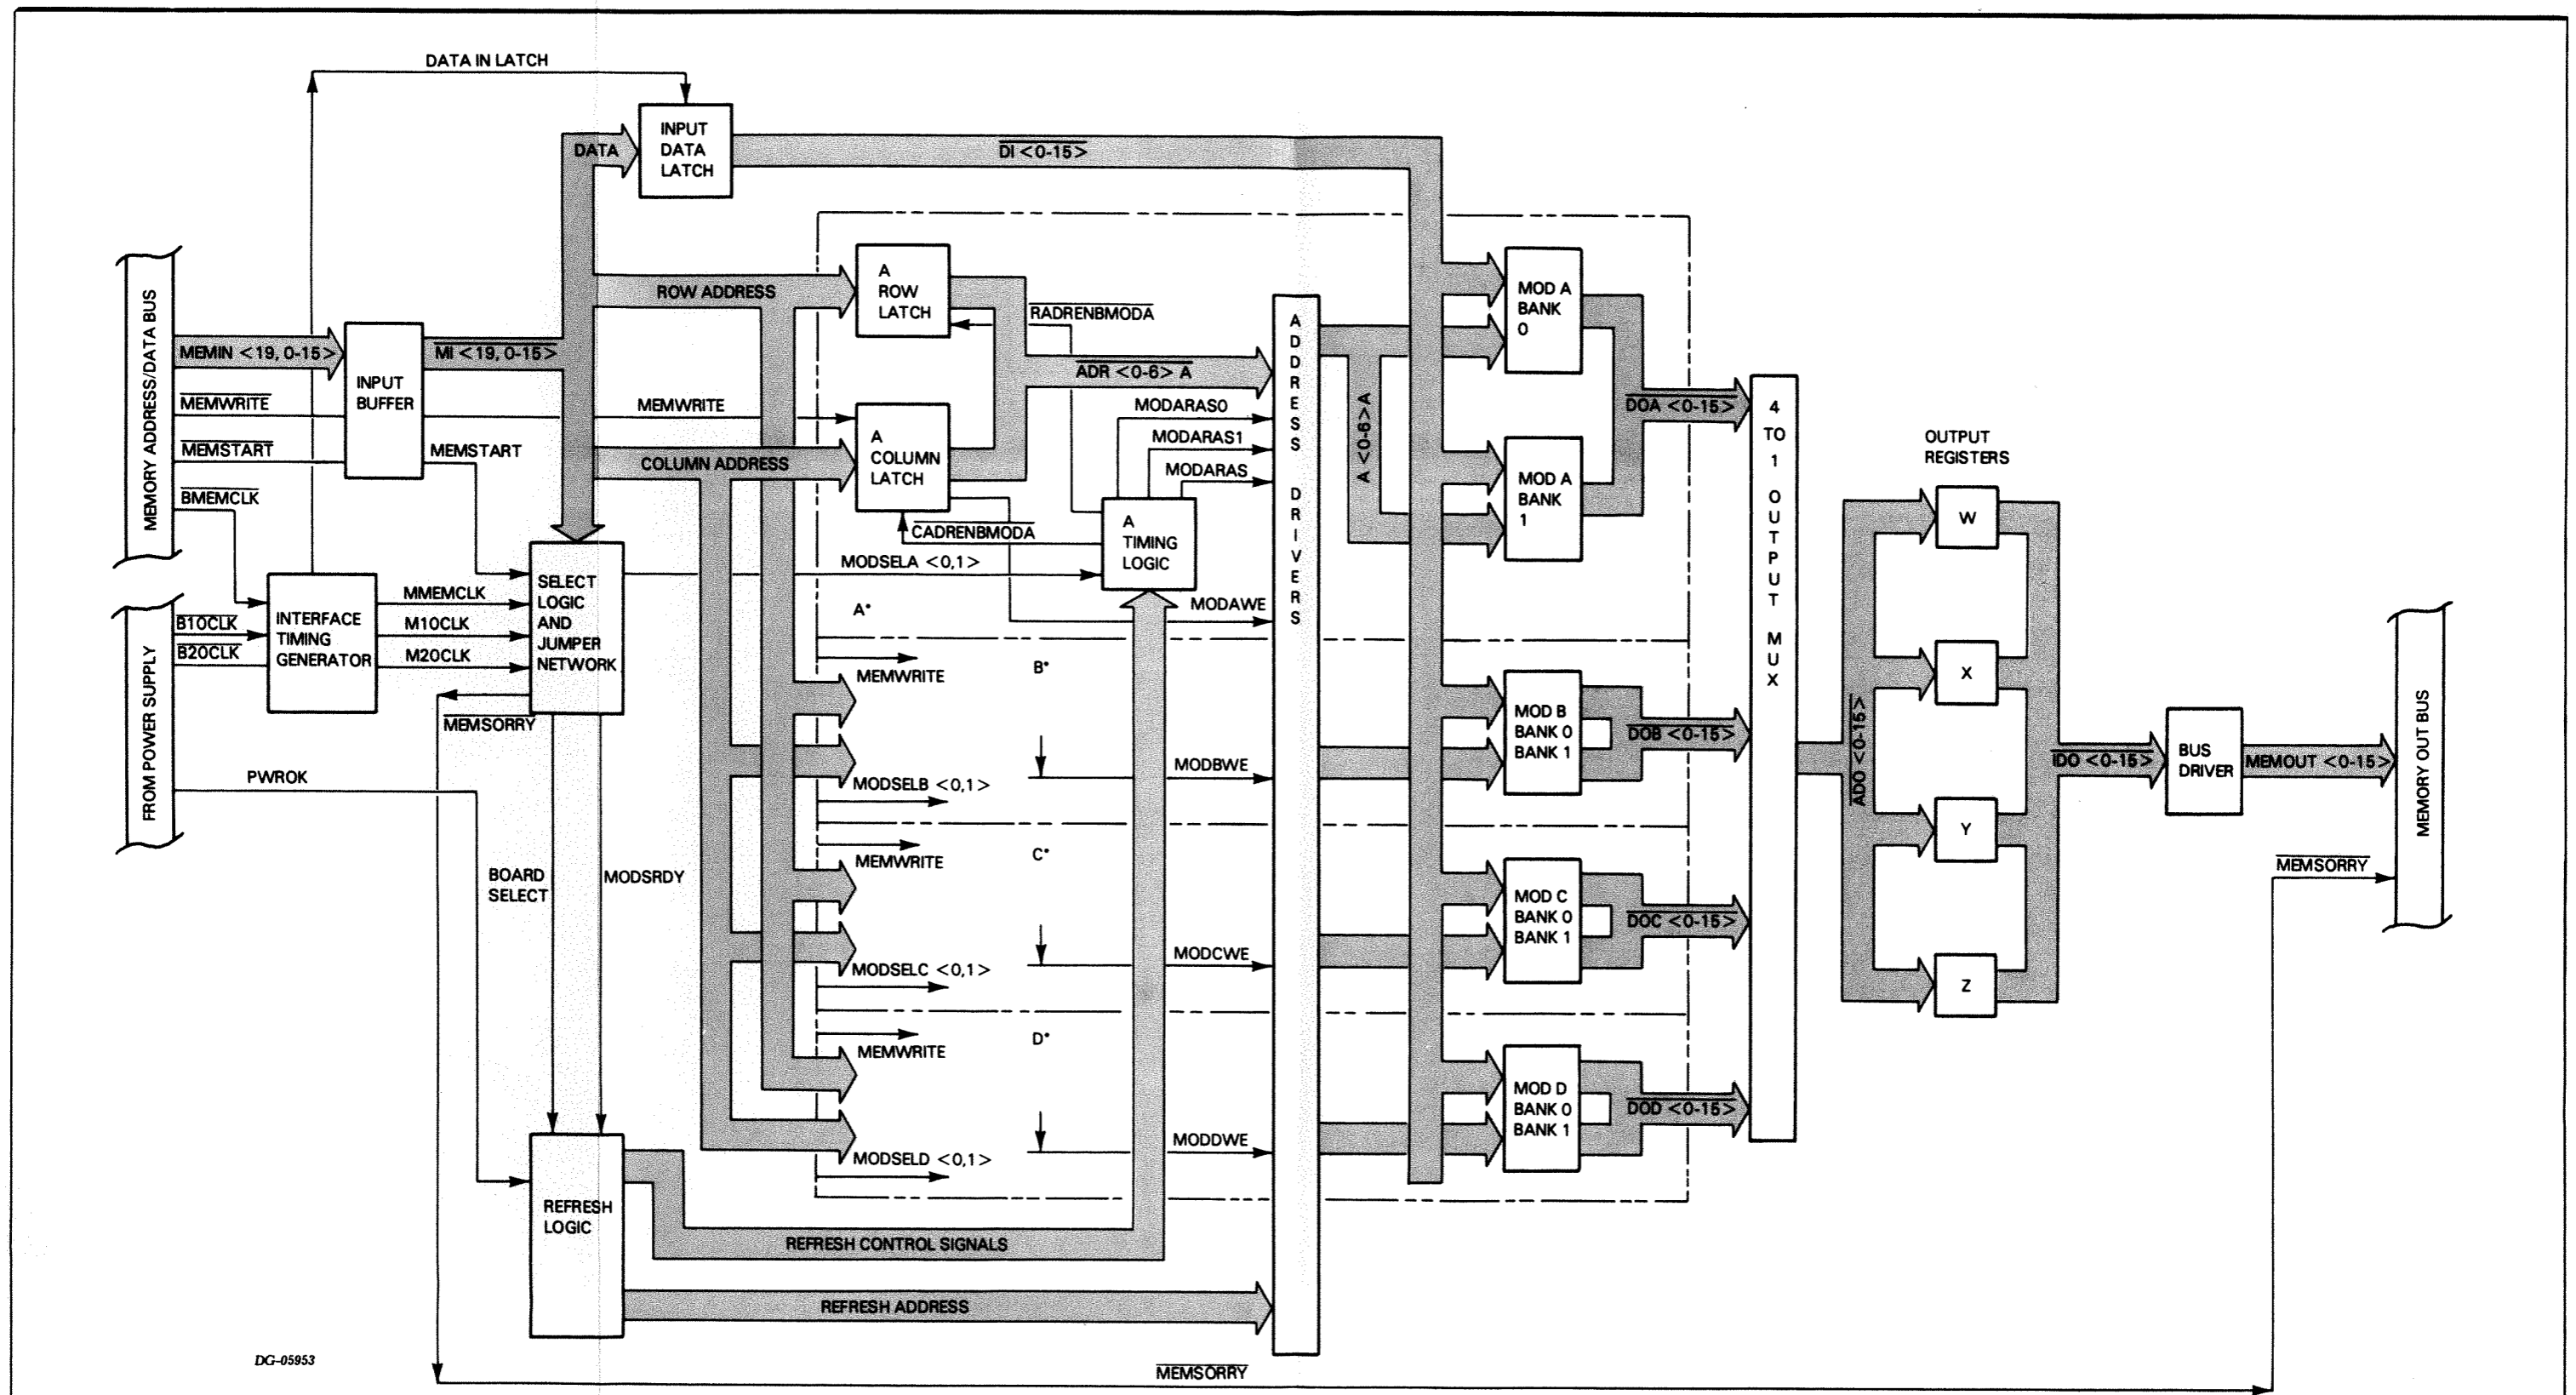 DATA IN LATCH
INPUT
DATA
LATCH
DATA
DI <0-15>
MEMORY ADDRESS/DATA BUS
MEMIN <19, 0-15>
MEMWRITE
MEMSTART
BMEMCLK
INPUT
BUFFER
MI <19, 0-15>
MEMWRITE
MEMSTART
ROW ADDRESS
COLUMN ADDRESS
A
ROW
LATCH
A
COLUMN
LATCH
RADRENBMODA
ADR <0-6> A
CADRENBMODA
MODARAS0
MODARAS1
MODARAS
A
TIMING
LOGIC
MODSELA <0,1>
A*
MODAWE
FROM POWER SUPPLY
B10CLK
B20CLK
PWROK
INTERFACE
TIMING
GENERATOR
MMEMCLK
M10CLK
M20CLK
SELECT
LOGIC
AND
JUMPER
NETWORK
MEMSORRY
BOARD
SELECT
MODSRDY
MEMWRITE
B*
MODSELB <0,1>
MODBWE
MEMWRITE
C*
MODSELC <0,1>
MODCWE
MEMWRITE
D*
MODSELD <0,1>
MODDWE
REFRESH
LOGIC
REFRESH CONTROL SIGNALS
REFRESH ADDRESS
ADDRESS DRIVERS
A <0-6> A
MOD A
BANK
0
MOD A
BANK
1
MOD B
BANK 0
BANK 1
MOD C
BANK 0
BANK 1
MOD D
BANK 0
BANK 1
DOA <0-15>
DOB <0-15>
DOC <0-15>
DOD <0-15>
4
TO
1
OUTPUT MUX
ADO <0-15>
OUTPUT
REGISTERS
W
X
Y
Z
IDO <0-15>
BUS
DRIVER
MEMOUT <0-15>
MEMORY OUT BUS
MEMSORRY
DG-05953
MEMSORRY